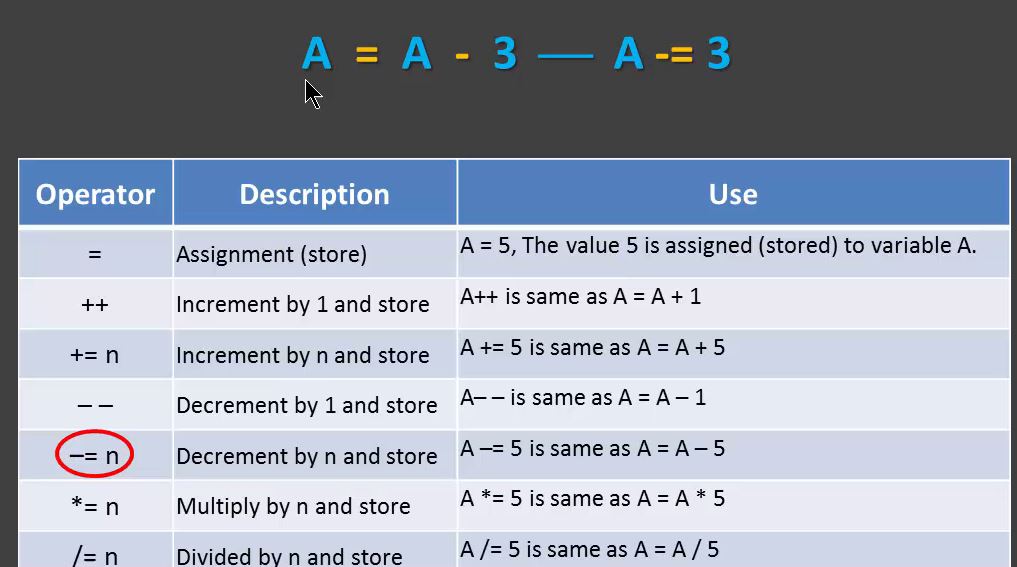 A = A - 3 — A -= 3
Operator Description Use
= Assignment (store) A = 5, The value 5 is assigned (stored) to variable A.
++ Increment by 1 and store A++ is same as A = A + 1
+= n Increment by n and store A += 5 is same as A = A + 5
– – Decrement by 1 and store A– – is same as A = A – 1
–= n Decrement by n and store A –= 5 is same as A = A – 5
*= n Multiply by n and store A *= 5 is same as A = A * 5
/= n Divided by n and store A /= 5 is same as A = A / 5